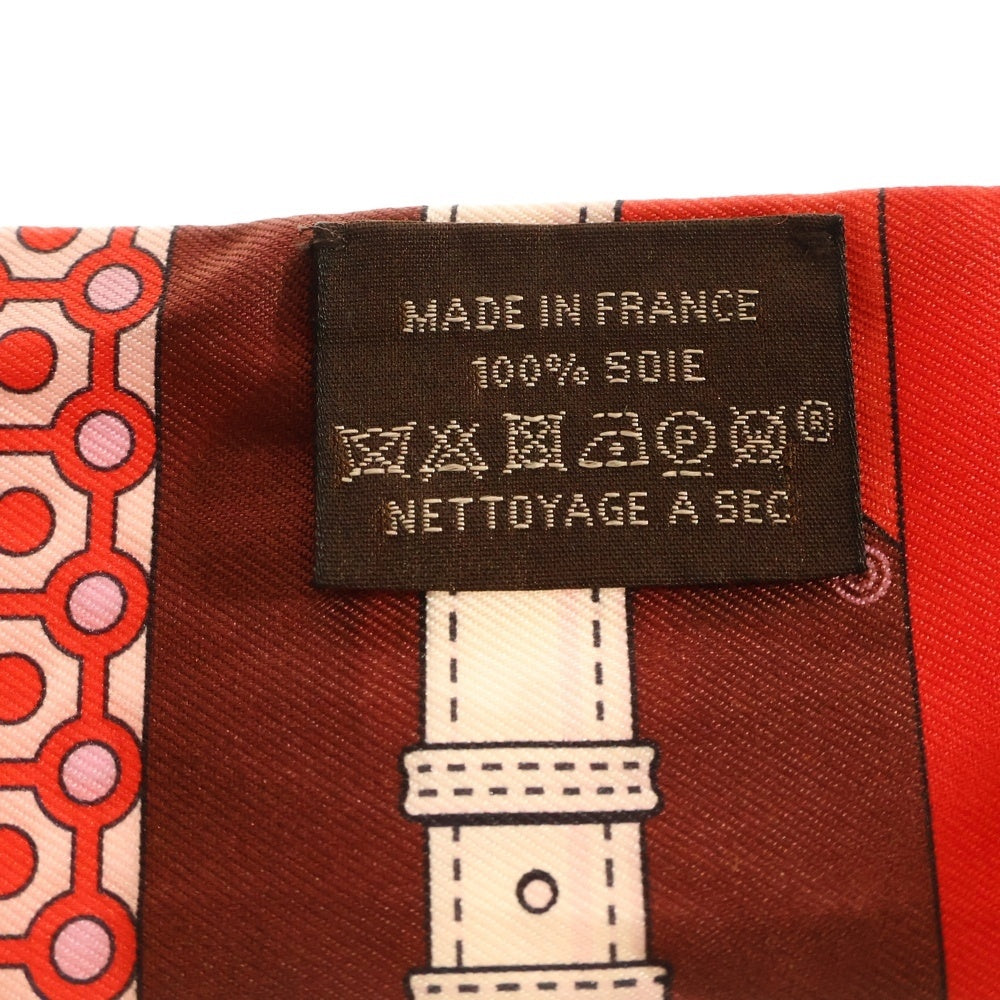 MADE IN FRANCE
100% SOIE
P W ®
NETTOYAGE A SEC